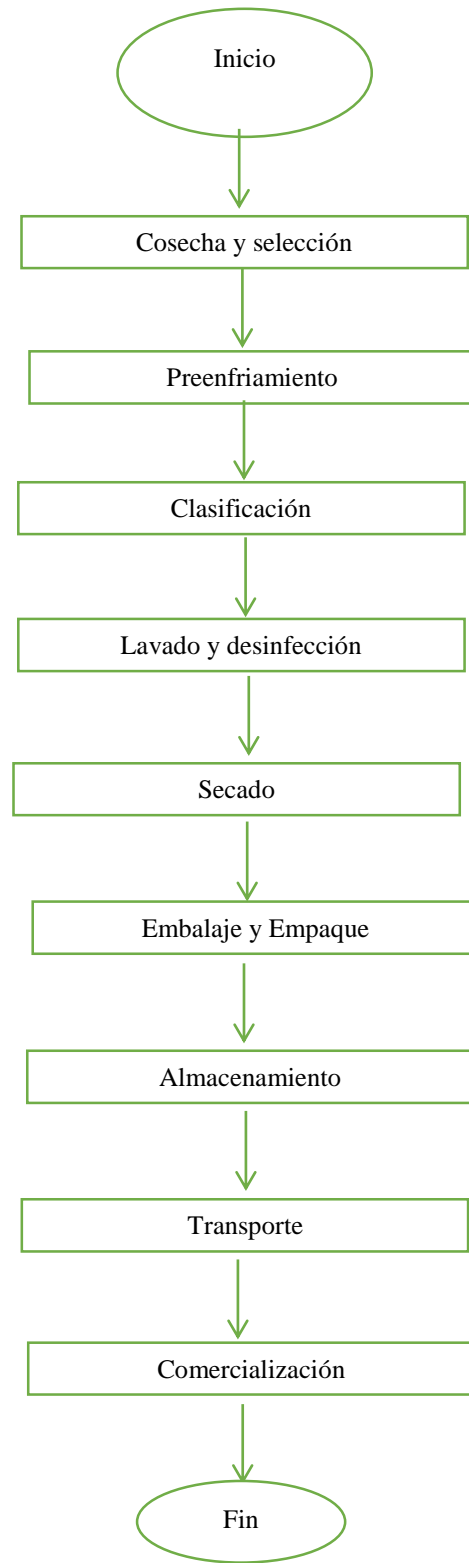 Inicio
Cosecha y selección
Preenfriamiento
Clasificación
Lavado y desinfección
Secado
Embalaje y Empaque
Almacenamiento
Transporte
Comercialización
Fin